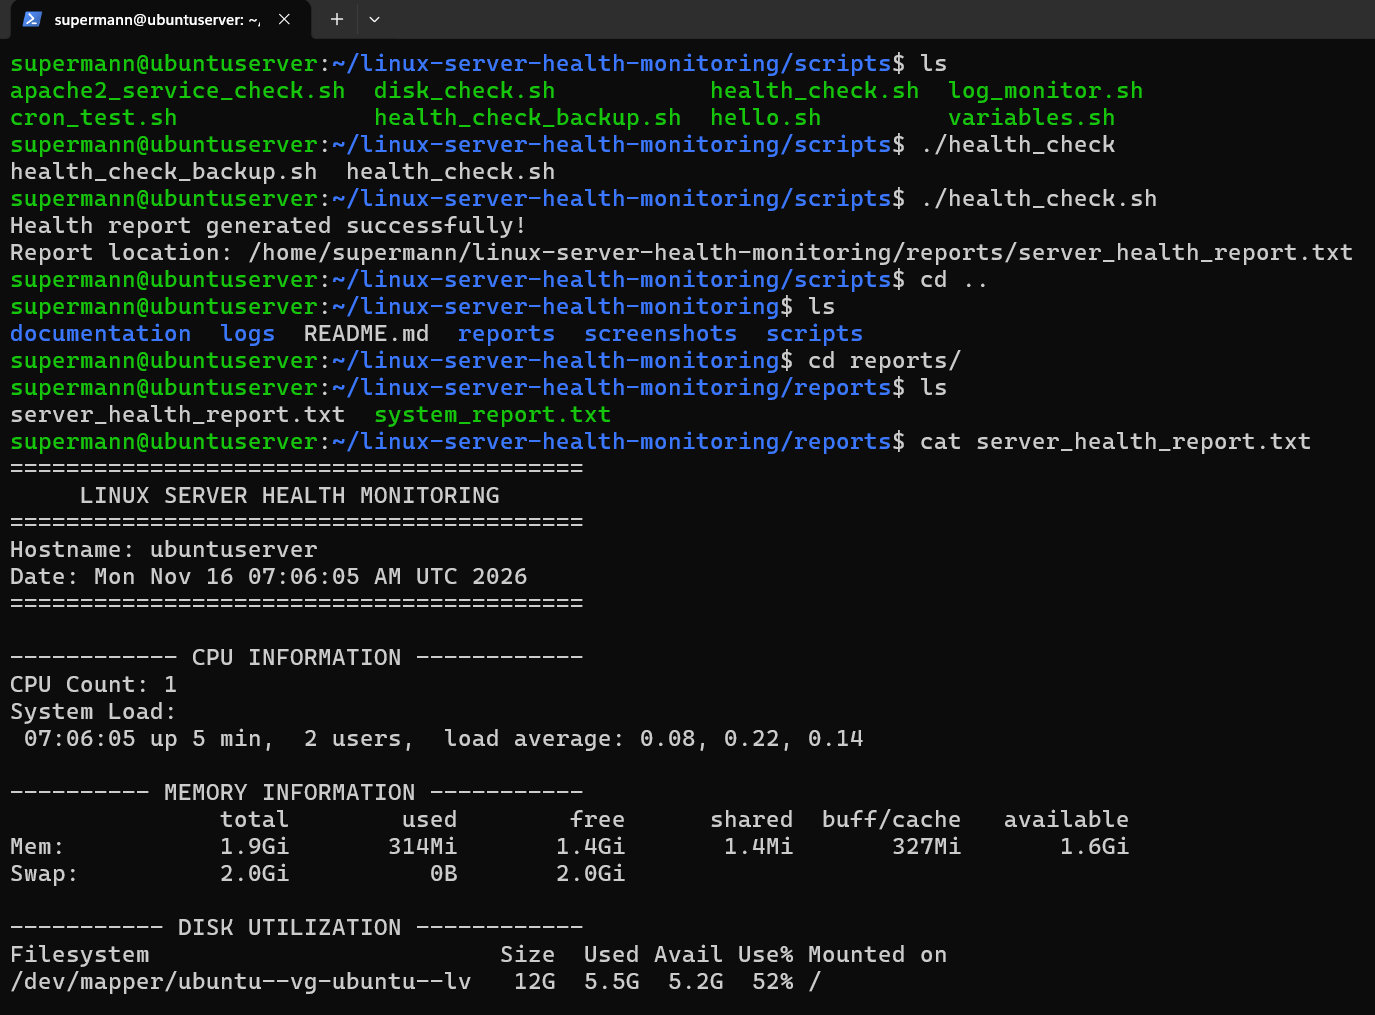 supermann@ubuntuserver: ~,
supermann@ubuntuserver:~/linux-server-health-monitoring/scripts$ ls
apache2_service_check.sh  disk_check.sh           health_check.sh  log_monitor.sh
cron_test.sh              health_check_backup.sh  hello.sh         variables.sh
supermann@ubuntuserver:~/linux-server-health-monitoring/scripts$ ./health_check
health_check_backup.sh  health_check.sh
supermann@ubuntuserver:~/linux-server-health-monitoring/scripts$ ./health_check.sh
Health report generated successfully!
Report location: /home/supermann/linux-server-health-monitoring/reports/server_health_report.txt
supermann@ubuntuserver:~/linux-server-health-monitoring/scripts$ cd ..
supermann@ubuntuserver:~/linux-server-health-monitoring$ ls
documentation  logs  README.md  reports  screenshots  scripts
supermann@ubuntuserver:~/linux-server-health-monitoring$ cd reports/
supermann@ubuntuserver:~/linux-server-health-monitoring/reports$ ls
server_health_report.txt  system_report.txt
supermann@ubuntuserver:~/linux-server-health-monitoring/reports$ cat server_health_report.txt
=========================================
     LINUX SERVER HEALTH MONITORING
=========================================
Hostname: ubuntuserver
Date: Mon Nov 16 07:06:05 AM UTC 2026
=========================================

------------ CPU INFORMATION ------------
CPU Count: 1
System Load:
 07:06:05 up 5 min,  2 users,  load average: 0.08, 0.22, 0.14

---------- MEMORY INFORMATION -----------
               total        used        free      shared  buff/cache   available
Mem:           1.9Gi       314Mi       1.4Gi       1.4Mi       327Mi       1.6Gi
Swap:          2.0Gi          0B       2.0Gi

----------- DISK UTILIZATION ------------
Filesystem                         Size  Used Avail Use% Mounted on
/dev/mapper/ubuntu--vg-ubuntu--lv   12G  5.5G  5.2G  52% /